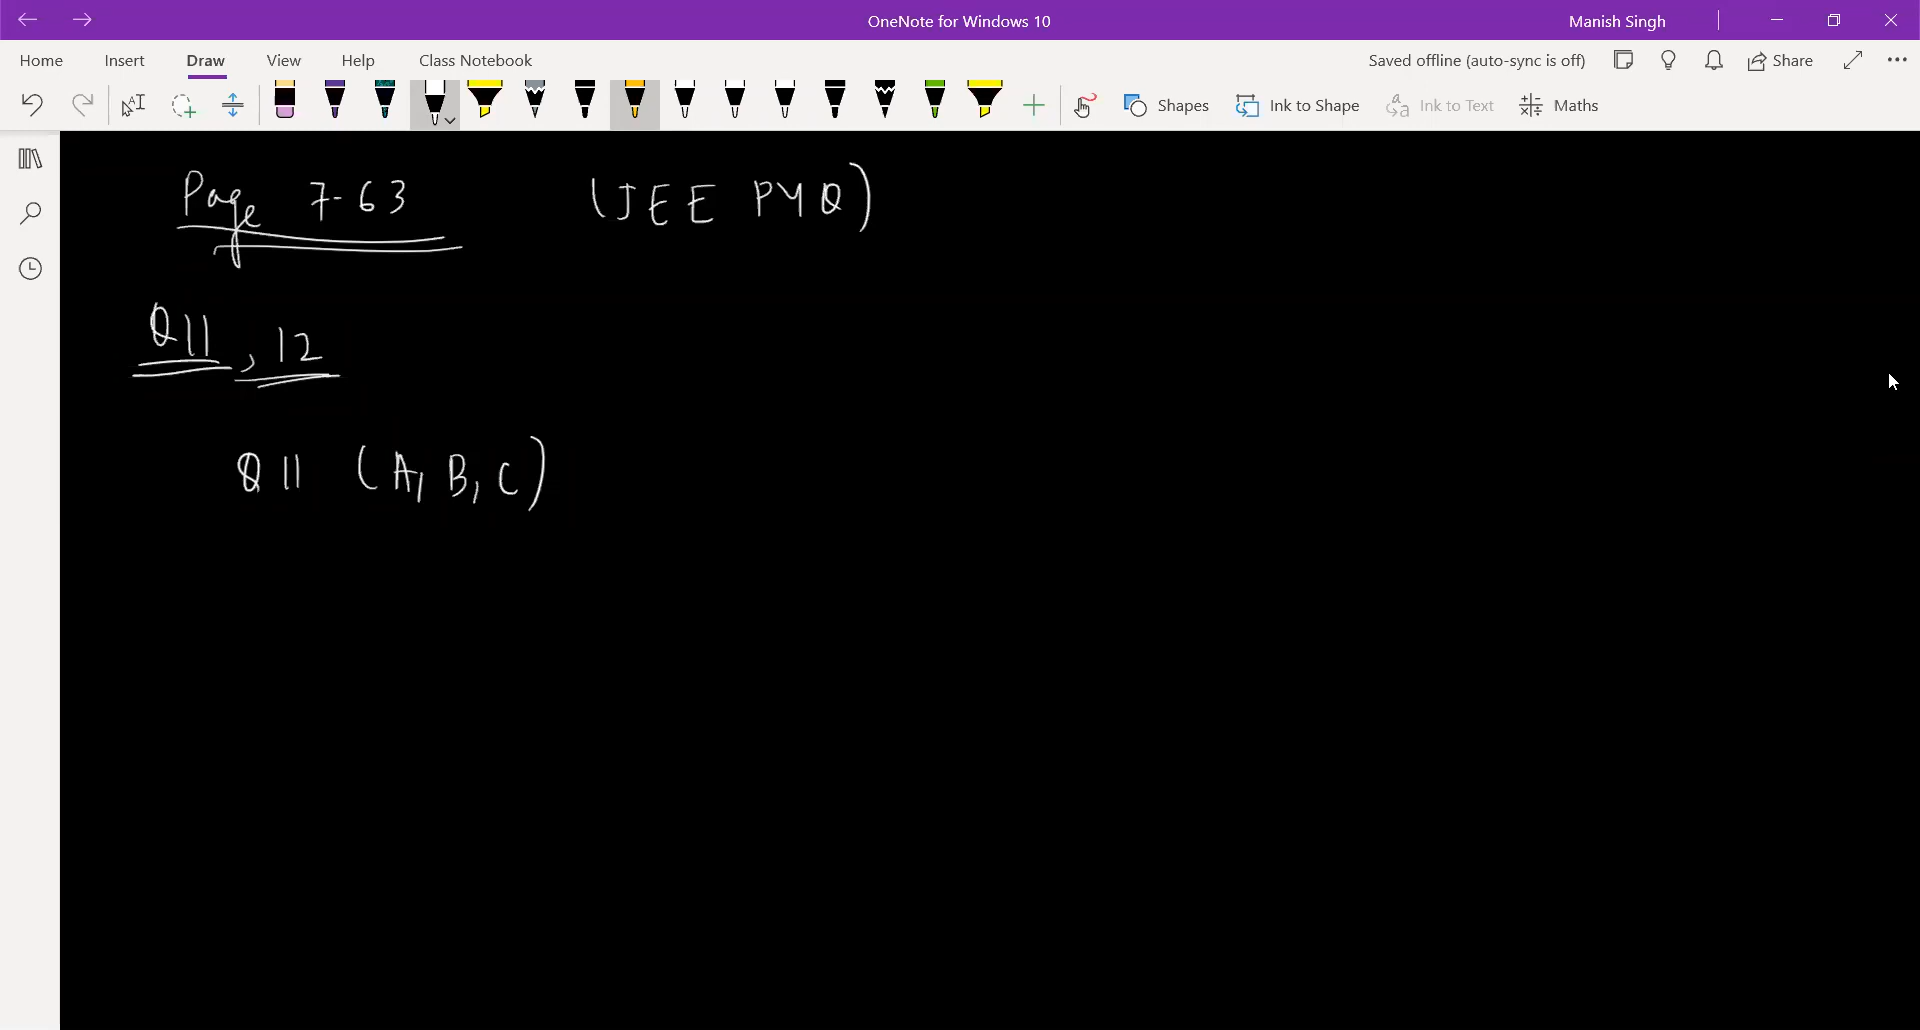 OneNote for Windows 10
Manish Singh
Home Insert Draw View Help Class Notebook
Saved offline (auto-sync is off) Share
Shapes Ink to Shape Ink to Text Maths
Page 7-63 (JEE PYQ)
Q11, 12
Q11 (A, B, C)